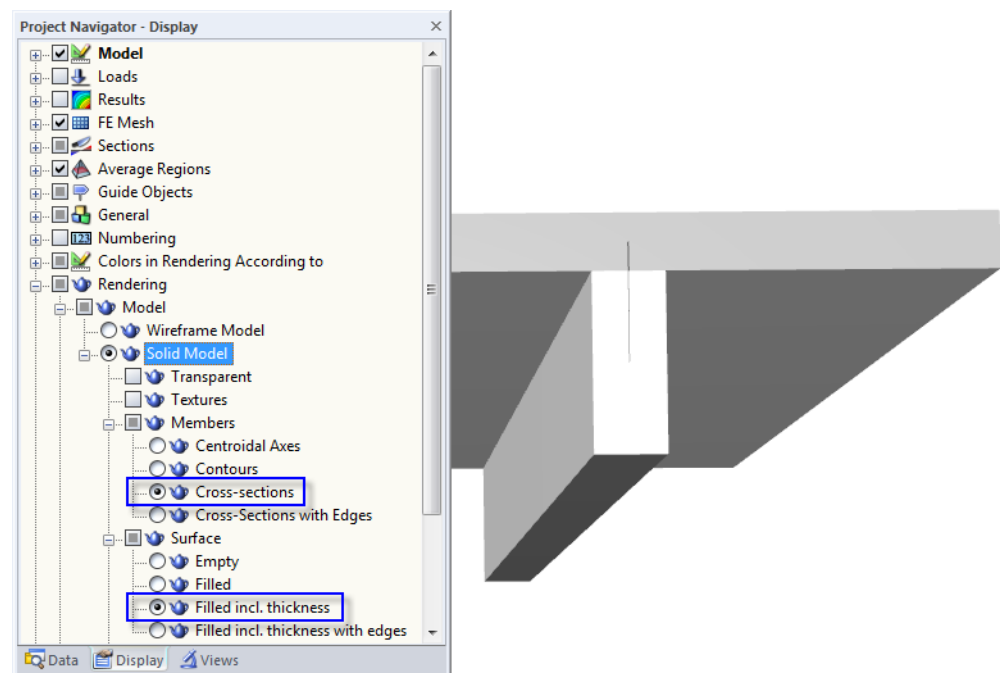 Project Navigator - Display
Model
Loads
Results
FE Mesh
Sections
Average Regions
Guide Objects
General
123 Numbering
Colors in Rendering According to
Rendering
Model
Wireframe Model
Solid Model
Transparent
Textures
Members
Centroidal Axes
Contours
Cross-sections
Cross-Sections with Edges
Surface
Empty
Filled
Filled incl. thickness
Filled incl. thickness with edges
Data Display Views